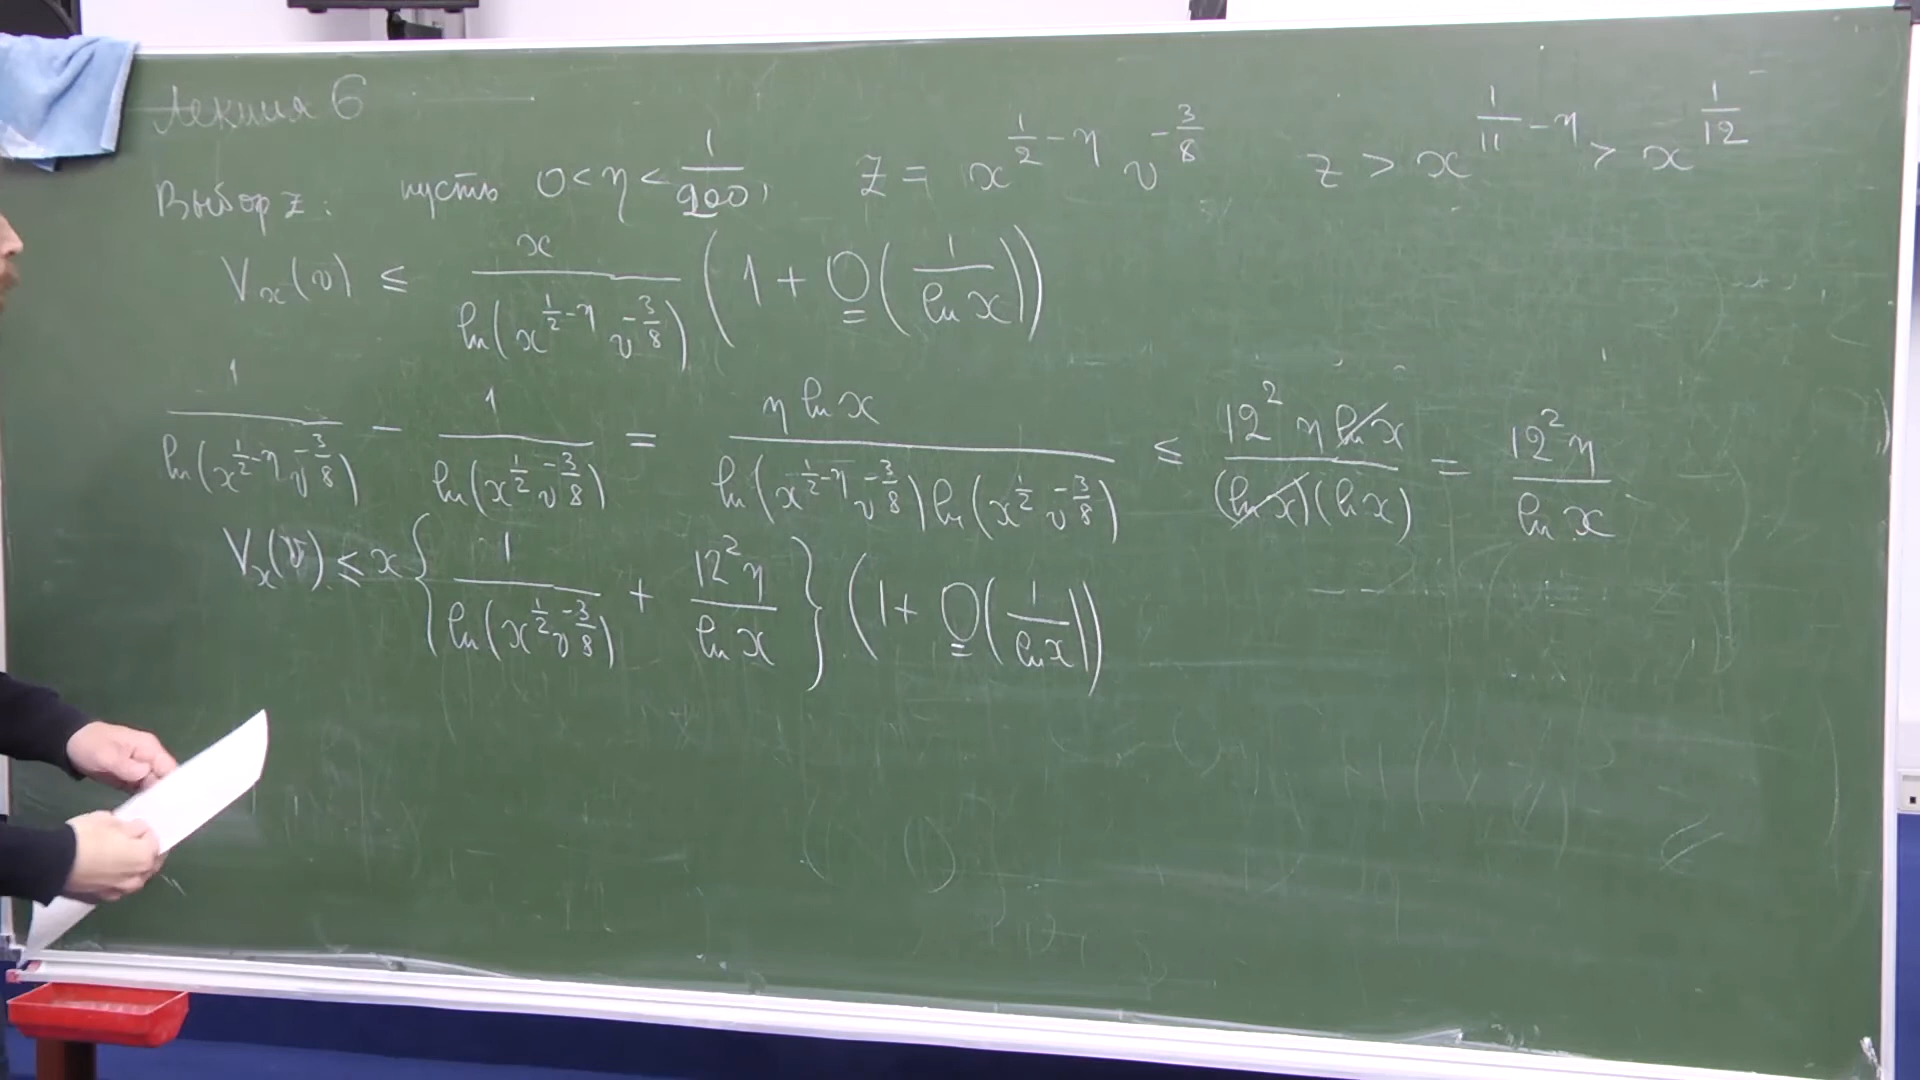 Лекция 6
Выбор z: пусть 0 < η < 1/200, z = x^{1/2 - η} v^{-3/8} z > x^{1/11 - η} > x^{1/12}
V_x(v) ≤ x / ln(x^{1/2 - η} v^{-3/8}) (1 + O(1/ln x))
1/ln(x^{1/2 - η} v^{-3/8}) - 1/ln(x^{1/2} v^{-3/8}) = η ln x / (ln(x^{1/2 - η} v^{-3/8}) ln(x^{1/2} v^{-3/8})) ≤ 12² η ln x / ((ln x)(ln x)) = 12² η / ln x
V_x(v) ≤ x { 1/ln(x^{1/2} v^{-3/8}) + 12² η / ln x } (1 + O(1/ln x))